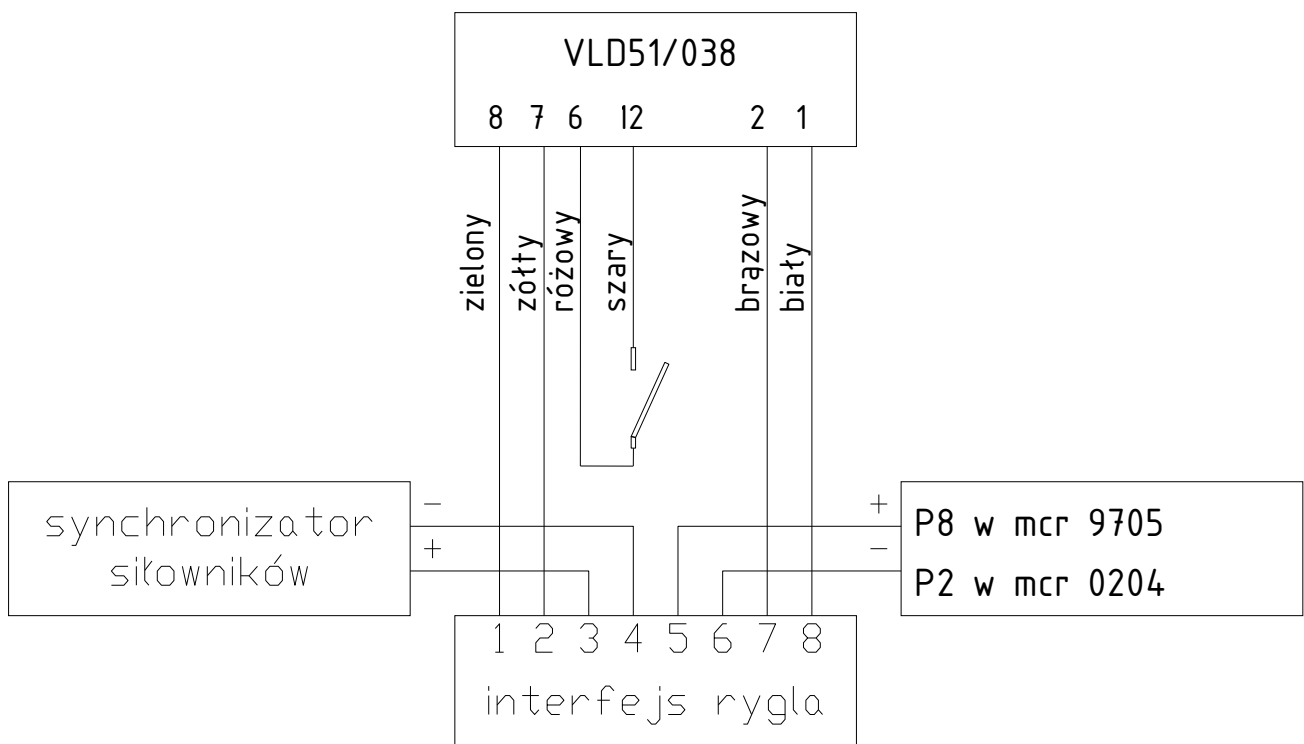 VLD51/038
8 7 6 12 2 1
zielony
zółty
różowy
szary
brązowy
biały
synchronizator
siłowników
-
+
+
-
P8 w mcr 9705
P2 w mcr 0204
1 2 3 4 5 6 7 8
interfejs rygla